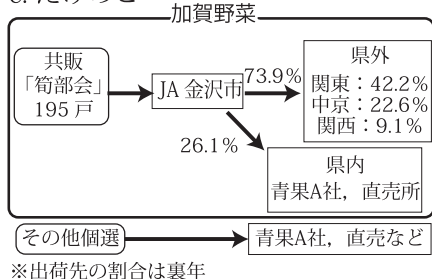 加賀野菜
共販
「筍部会」
195戸
JA 金沢市
73.9%
県外
関東：42.2%
中京：22.6%
関西：9.1%
26.1%
県内
青果A社，直売所
その他個選
青果A社，直売など
※出荷先の割合は裏年